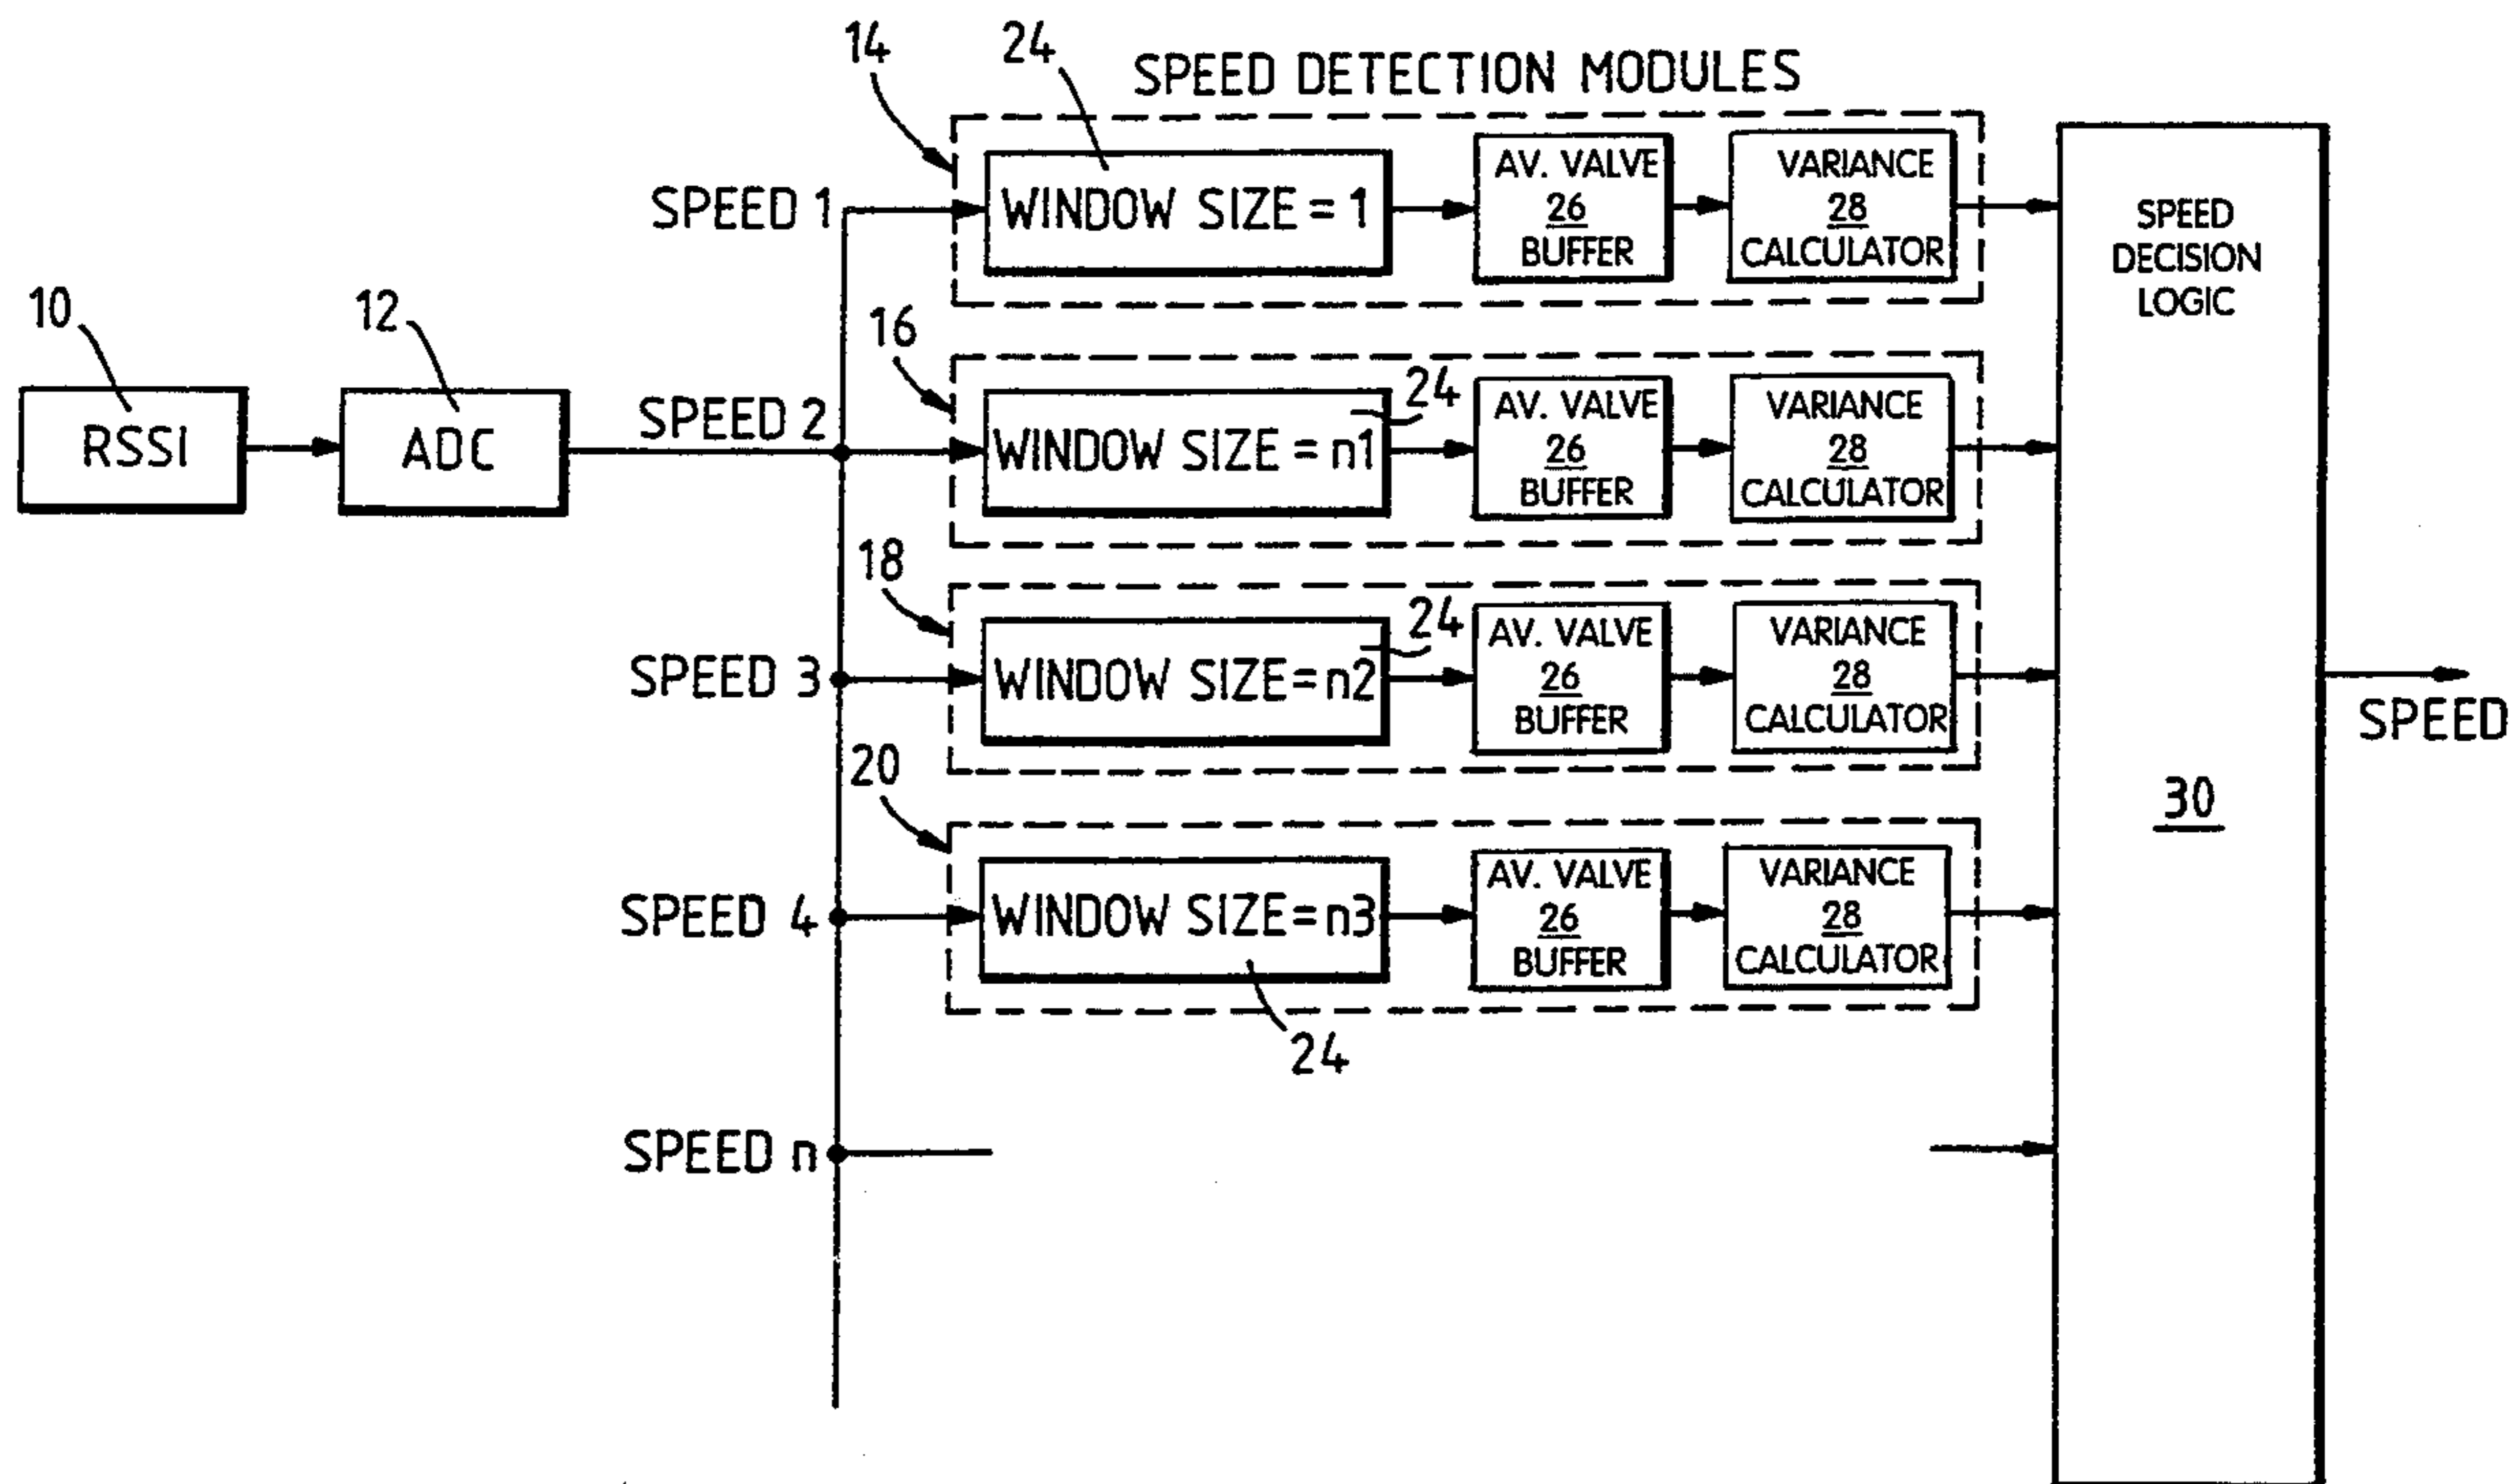 14
24
SPEED DETECTION MODULES
SPEED 1
WINDOW SIZE = 1
AV. VALVE
26
BUFFER
VARIANCE
28
CALCULATOR
SPEED
DECISION
LOGIC
10
12
16
RSSI
ADC
SPEED 2
24
WINDOW SIZE = n1
AV. VALVE
26
BUFFER
VARIANCE
28
CALCULATOR
18
SPEED 3
24
WINDOW SIZE=n2
AV. VALVE
26
BUFFER
VARIANCE
28
CALCULATOR
SPEED
20
SPEED 4
WINDOW SIZE=n3
24
AV. VALVE
26
BUFFER
VARIANCE
28
CALCULATOR
30
SPEED n